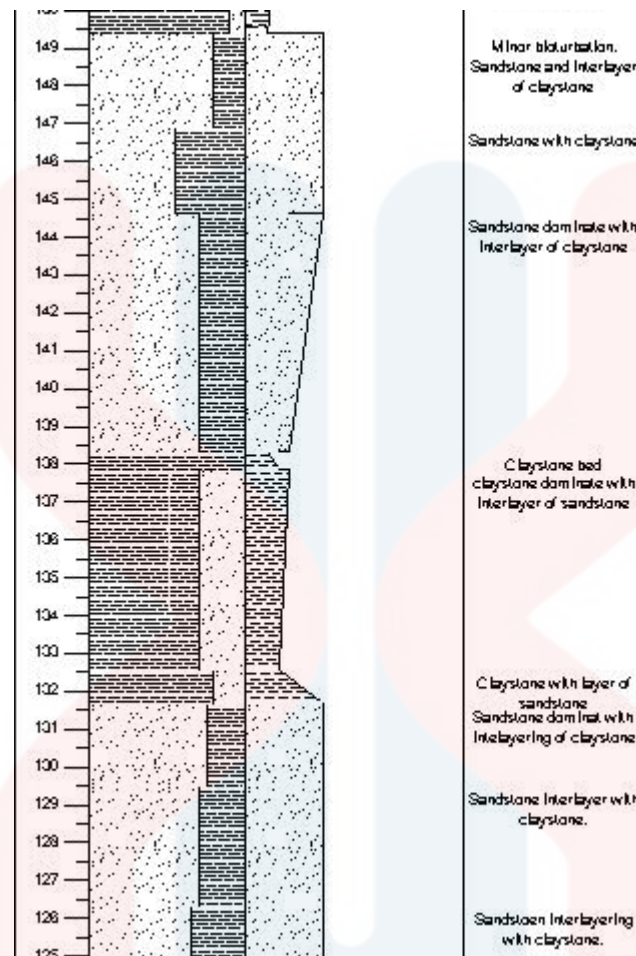 149
Minor bioturbation.
Sandstone and interlayer
of claystone
148
147
Sandstone with claystone
146
145
144
Sandstone dominate with
interlayer of claystone
143
142
141
140
139
138
Claystone bed
claystone dominate with
interlayer of sandstone
137
136
135
134
133
132
Claystone with layer of
sandstone
Sandstone dominat with
intelayering of claystone
131
130
129
Sandstone interlayer with
claystone.
128
127
126
Sandstaen interlayering
with claystone.
125